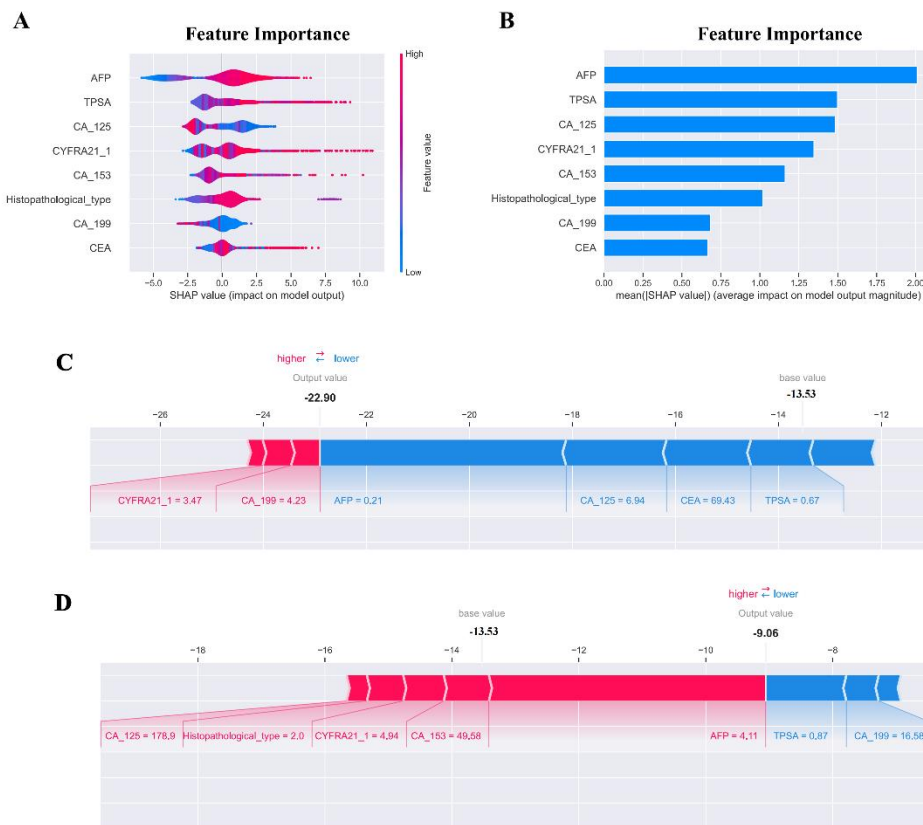 A
Feature Importance
High
AFP
TPSA
CA_125
CYFRA21_1
CA_153
Histopathological_type
CA_199
CEA
Feature value
Low
−5.0 −2.5 0.0 2.5 5.0 7.5 10.0
SHAP value (impact on model output)
B
Feature Importance
AFP
TPSA
CA_125
CYFRA21_1
CA_153
Histopathological_type
CA_199
CEA
0.00 0.25 0.50 0.75 1.00 1.25 1.50 1.75 2.00
mean(|SHAP value|) (average impact on model output magnitude)
C
higher → ← lower
Output value
-22.90
base value
-13.53
−26 −24 −22 −20 −18 −16 −14 −12
CYFRA21_1 = 3.47 CA_199 = 4.23 AFP = 0.21 CA_125 = 6.94 CEA = 69.43 TPSA = 0.67
D
higher → ← lower
base value
-13.53
Output value
-9.06
−18 −16 −14 −12 −10 −8
CA_125 = 178.9 Histopathological_type = 2.0 CYFRA21_1 = 4.94 CA_153 = 49.58 AFP = 4.11 TPSA = 0.87 CA_199 = 16.58